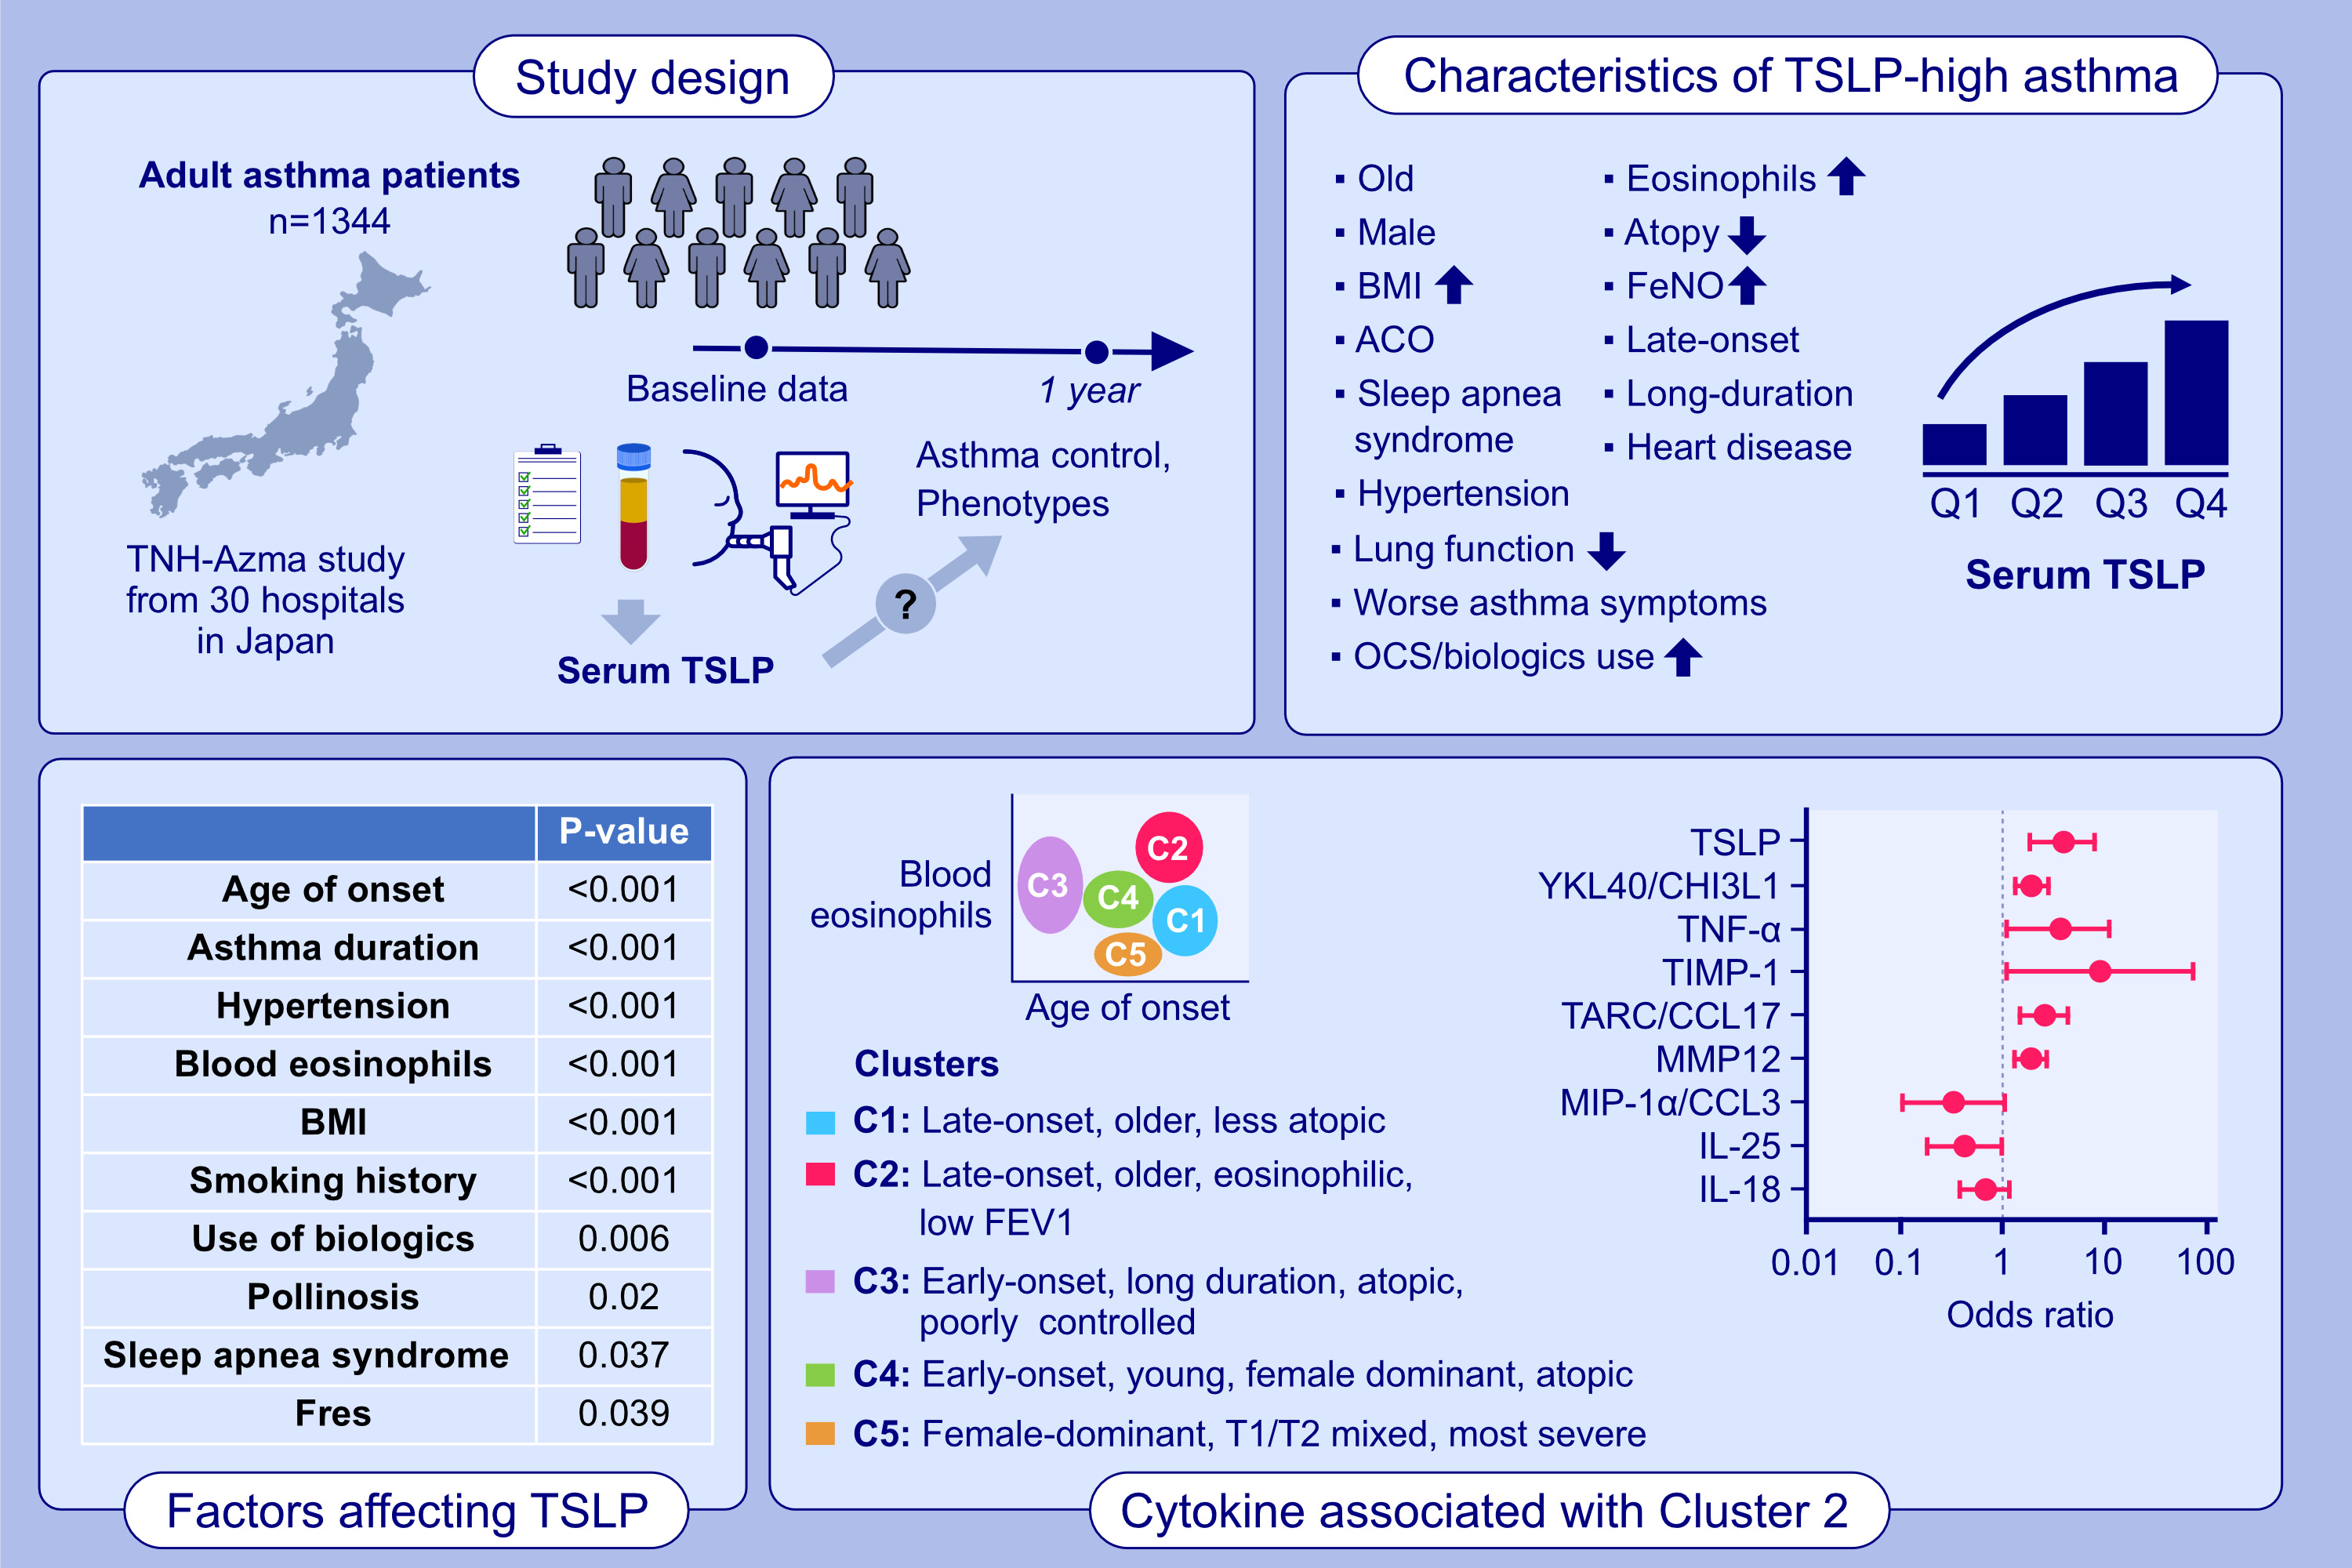 Study design
Adult asthma patients
n=1344
TNH-Azma study
from 30 hospitals
in Japan
Baseline data
1 year
Asthma control,
Phenotypes
?
Serum TSLP
Characteristics of TSLP-high asthma
▪ Old
▪ Male
▪ BMI
▪ ACO
▪ Sleep apnea
syndrome
▪ Hypertension
▪ Lung function
▪ Worse asthma symptoms
▪ OCS/biologics use
▪ Eosinophils
▪ Atopy
▪ FeNO
▪ Late-onset
▪ Long-duration
▪ Heart disease
Q1 Q2 Q3 Q4
Serum TSLP
P-value
Age of onset <0.001
Asthma duration <0.001
Hypertension <0.001
Blood eosinophils <0.001
BMI <0.001
Smoking history <0.001
Use of biologics 0.006
Pollinosis 0.02
Sleep apnea syndrome 0.037
Fres 0.039
Factors affecting TSLP
Blood
eosinophils
C2
C3
C4
C1
C5
Age of onset
Clusters
C1: Late-onset, older, less atopic
C2: Late-onset, older, eosinophilic,
low FEV1
C3: Early-onset, long duration, atopic,
poorly controlled
C4: Early-onset, young, female dominant, atopic
C5: Female-dominant, T1/T2 mixed, most severe
TSLP
YKL40/CHI3L1
TNF-α
TIMP-1
TARC/CCL17
MMP12
MIP-1α/CCL3
IL-25
IL-18
0.01 0.1 1 10 100
Odds ratio
Cytokine associated with Cluster 2